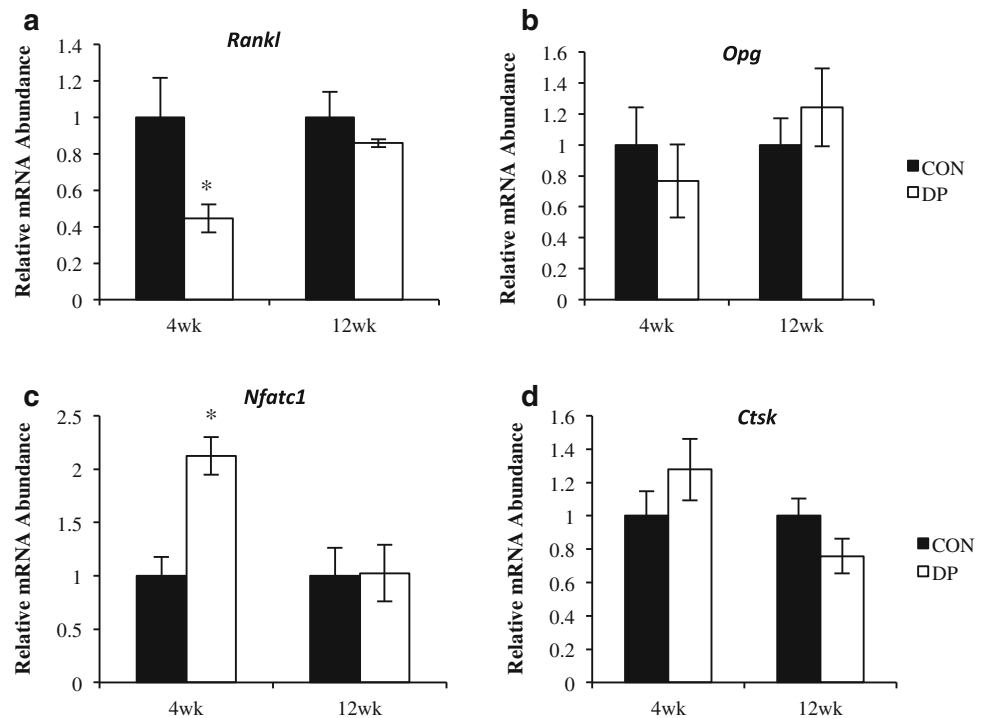 a
Rankl
Relative mRNA Abundance
1.4
1.2
1
0.8
0.6
0.4
0.2
0
*
4wk
12wk
b
Opg
Relative mRNA Abundance
1.6
1.4
1.2
1
0.8
0.6
0.4
0.2
0
4wk
12wk
CON
DP
c
Nfatc1
Relative mRNA Abundance
2.5
2
1.5
1
0.5
0
*
4wk
12wk
d
Ctsk
Relative mRNA Abundance
1.6
1.4
1.2
1
0.8
0.6
0.4
0.2
0
4wk
12wk
CON
DP